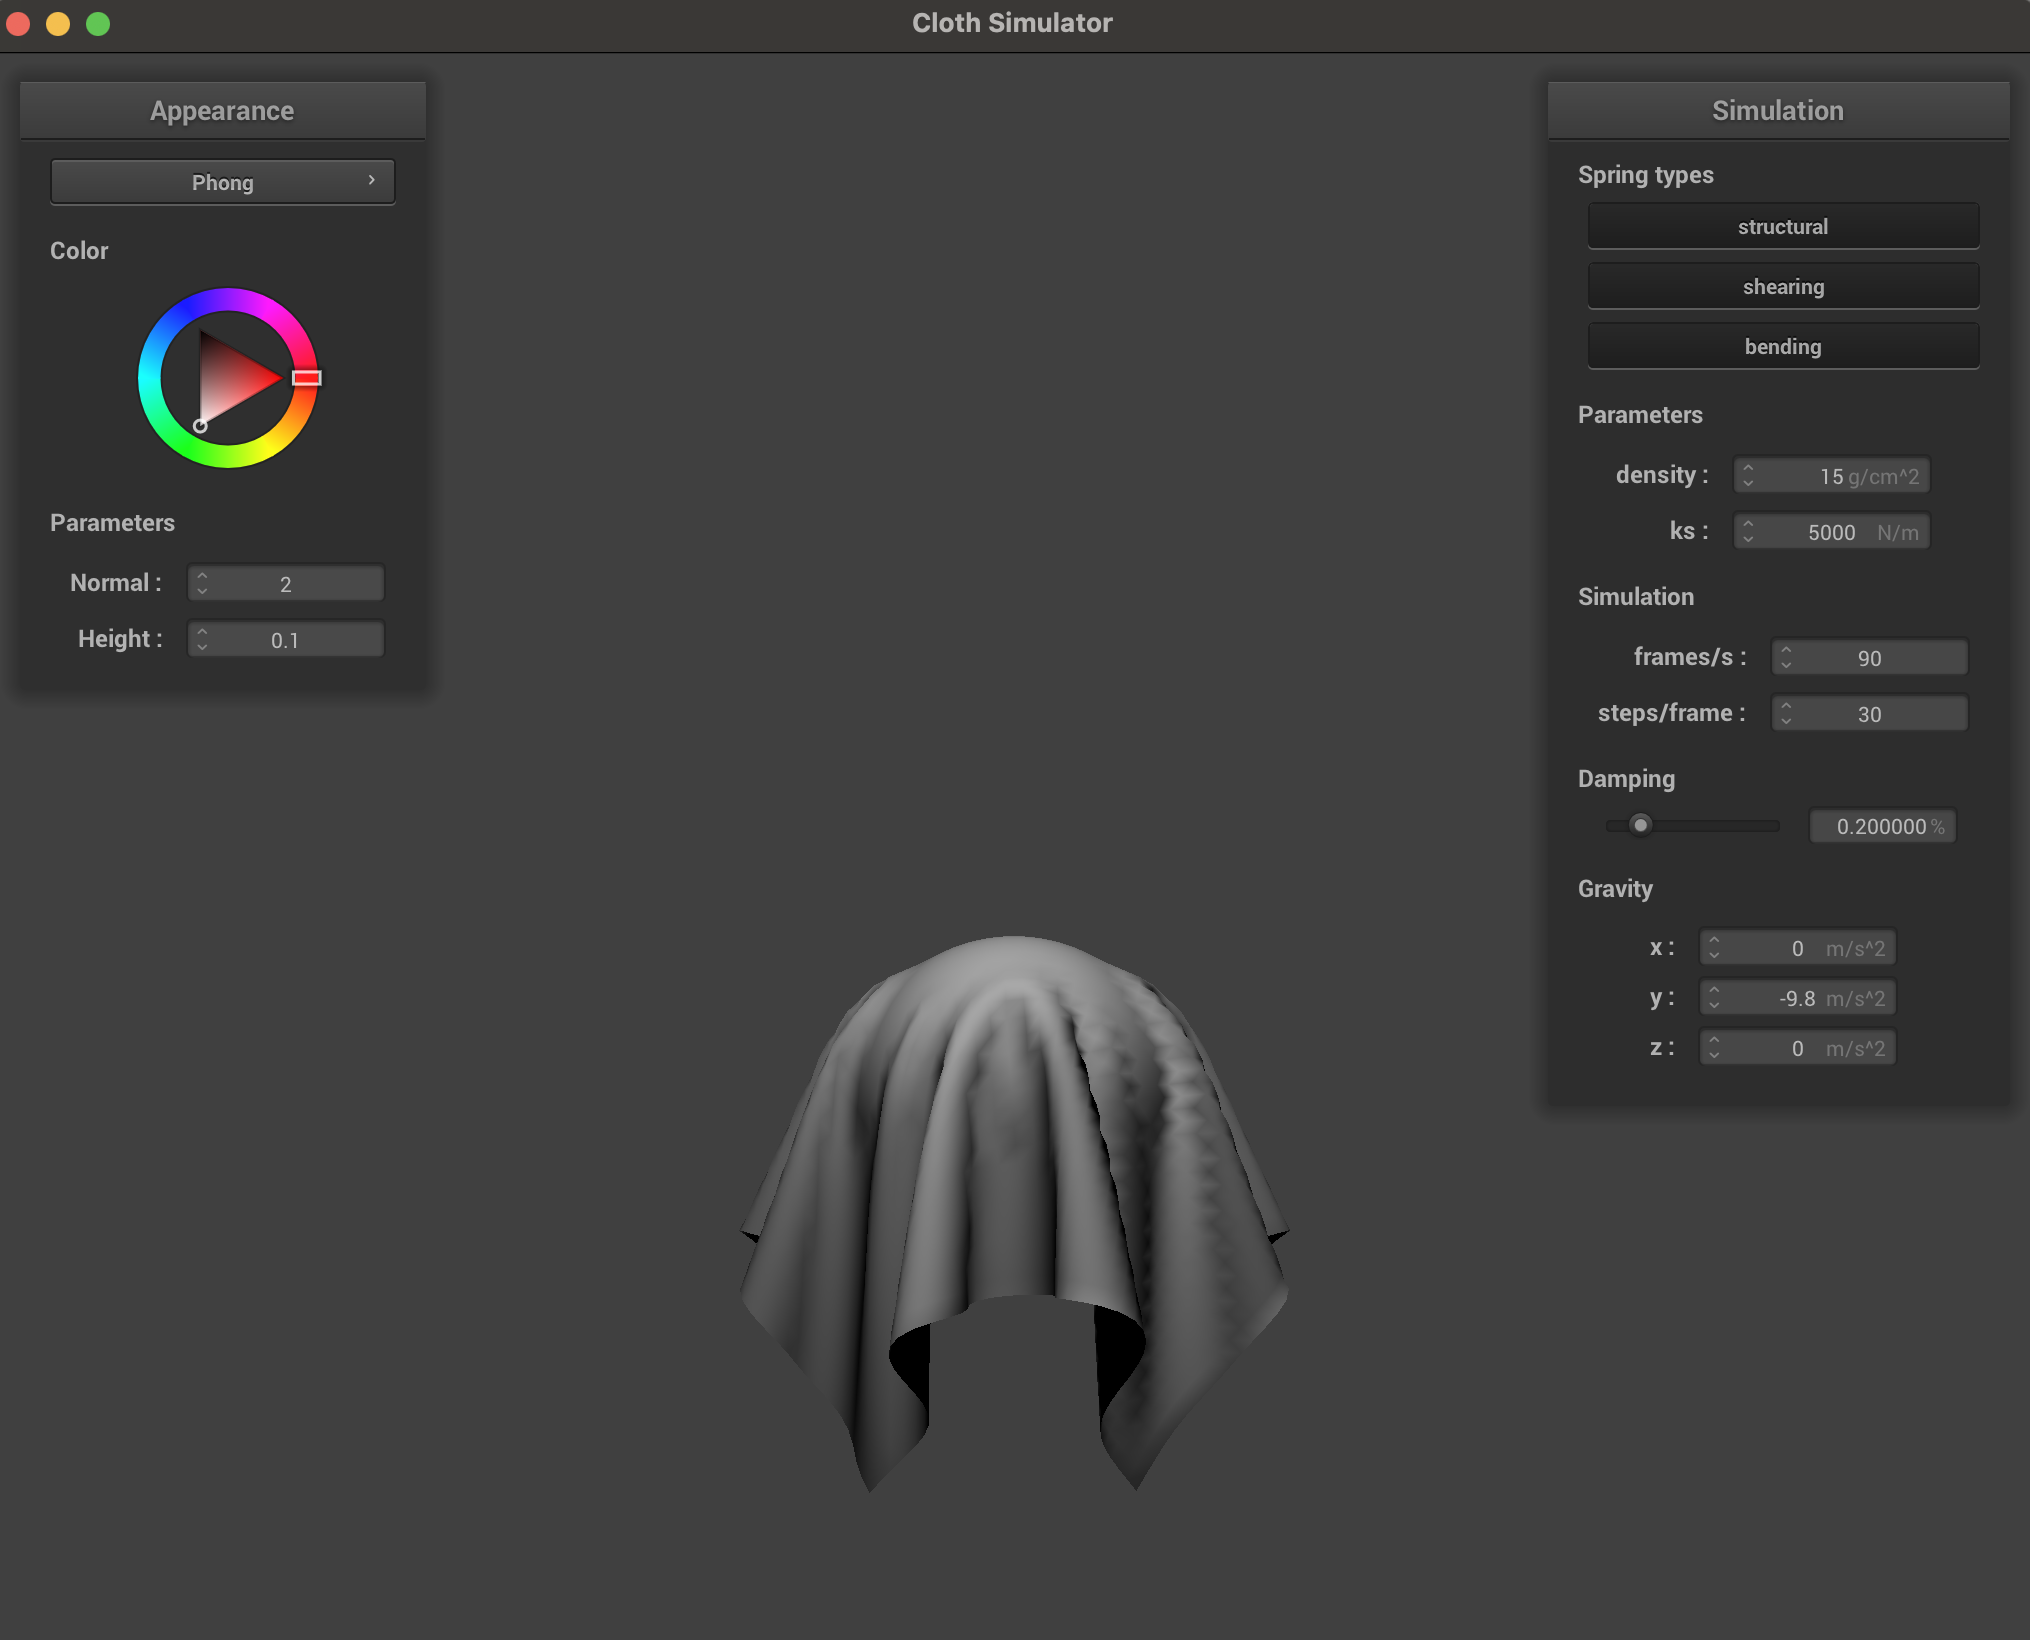 Cloth Simulator
Appearance
Phong
Color
Parameters
Normal : 2
Height : 0.1
Simulation
Spring types
structural
shearing
bending
Parameters
density : 15 g/cm^2
ks : 5000 N/m
Simulation
frames/s : 90
steps/frame : 30
Damping
0.200000 %
Gravity
x : 0 m/s^2
y : -9.8 m/s^2
z : 0 m/s^2